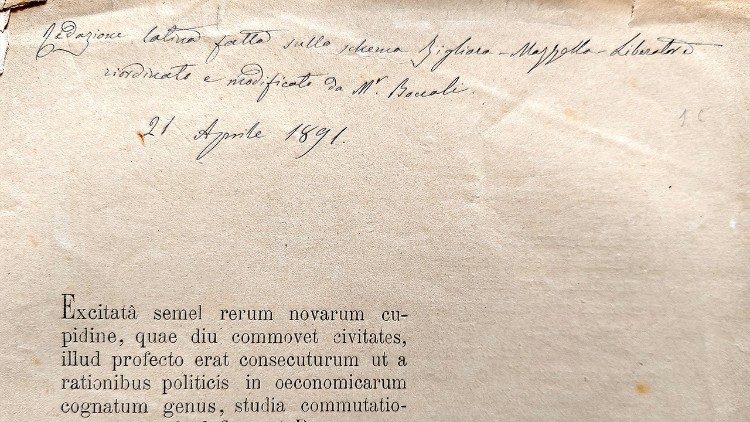 Redazione latina fatta sullo schema Zigliara-Mazzella-Liberatore
riordinato e modificato da Mr. Boccali.
21 Aprile 1891.
Excitatâ semel rerum novarum cu-
pidine, quae diu commovet civitates,
illud profecto erat consecuturum ut a
rationibus politicis in oeconomicarum
cognatum genus, studia commutatio-